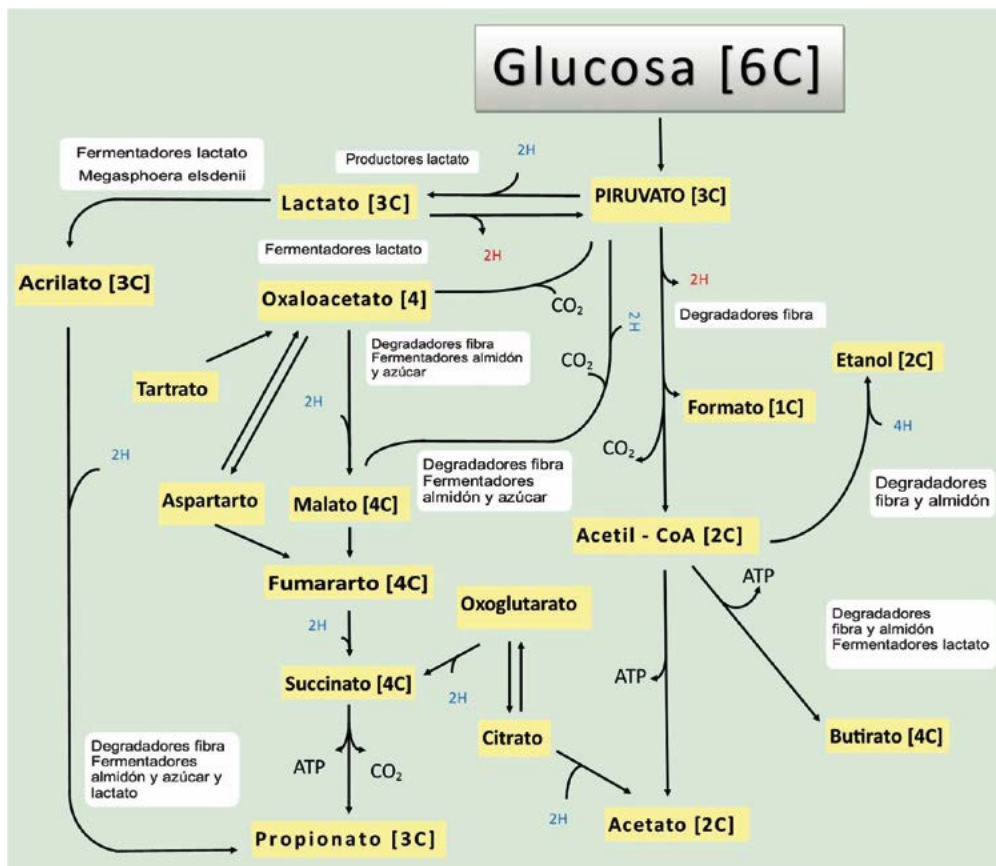 Glucosa [6C]
Fermentadores lactato
Megasphoera elsdenii
Productores lactato
2H
Lactato [3C]
PIRUVATO [3C]
Fermentadores lactato
2H
2H
Acrilato [3C]
Oxaloacetato [4]
CO2
2H
Degradadores fibra
Degradadores fibra
Fermentadores almidón
y azúcar
CO2
Etanol [2C]
Tartrato
2H
Formato [1C]
4H
2H
CO2
Degradadores fibra
Fermentadores
almidón y azúcar
Degradadores
fibra y almidón
Aspartarto
Malato [4C]
Acetil - CoA [2C]
Fumararto [4C]
Oxoglutarato
ATP
2H
Degradadores
fibra y almidón
Fermentadores lactato
Succinato [4C]
2H
ATP
Citrato
Butirato [4C]
Degradadores fibra
Fermentadores
almidón y azúcar y
lactato
ATP
CO2
2H
Propionato [3C]
Acetato [2C]